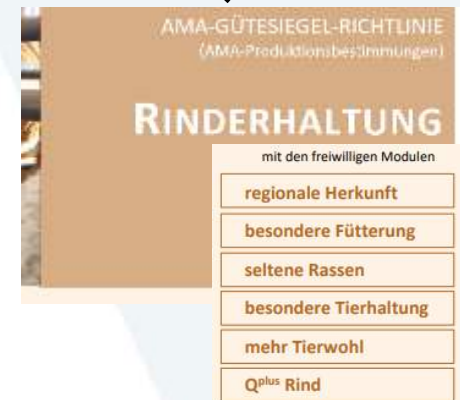 AMA-GÜTESIEGEL-RICHTLINIE
(AMA-Produktionsbestimmungen)
RINDERHALTUNG
mit den freiwilligen Modulen
regionale Herkunft
besondere Fütterung
seltene Rassen
besondere Tierhaltung
mehr Tierwohl
Qplus Rind